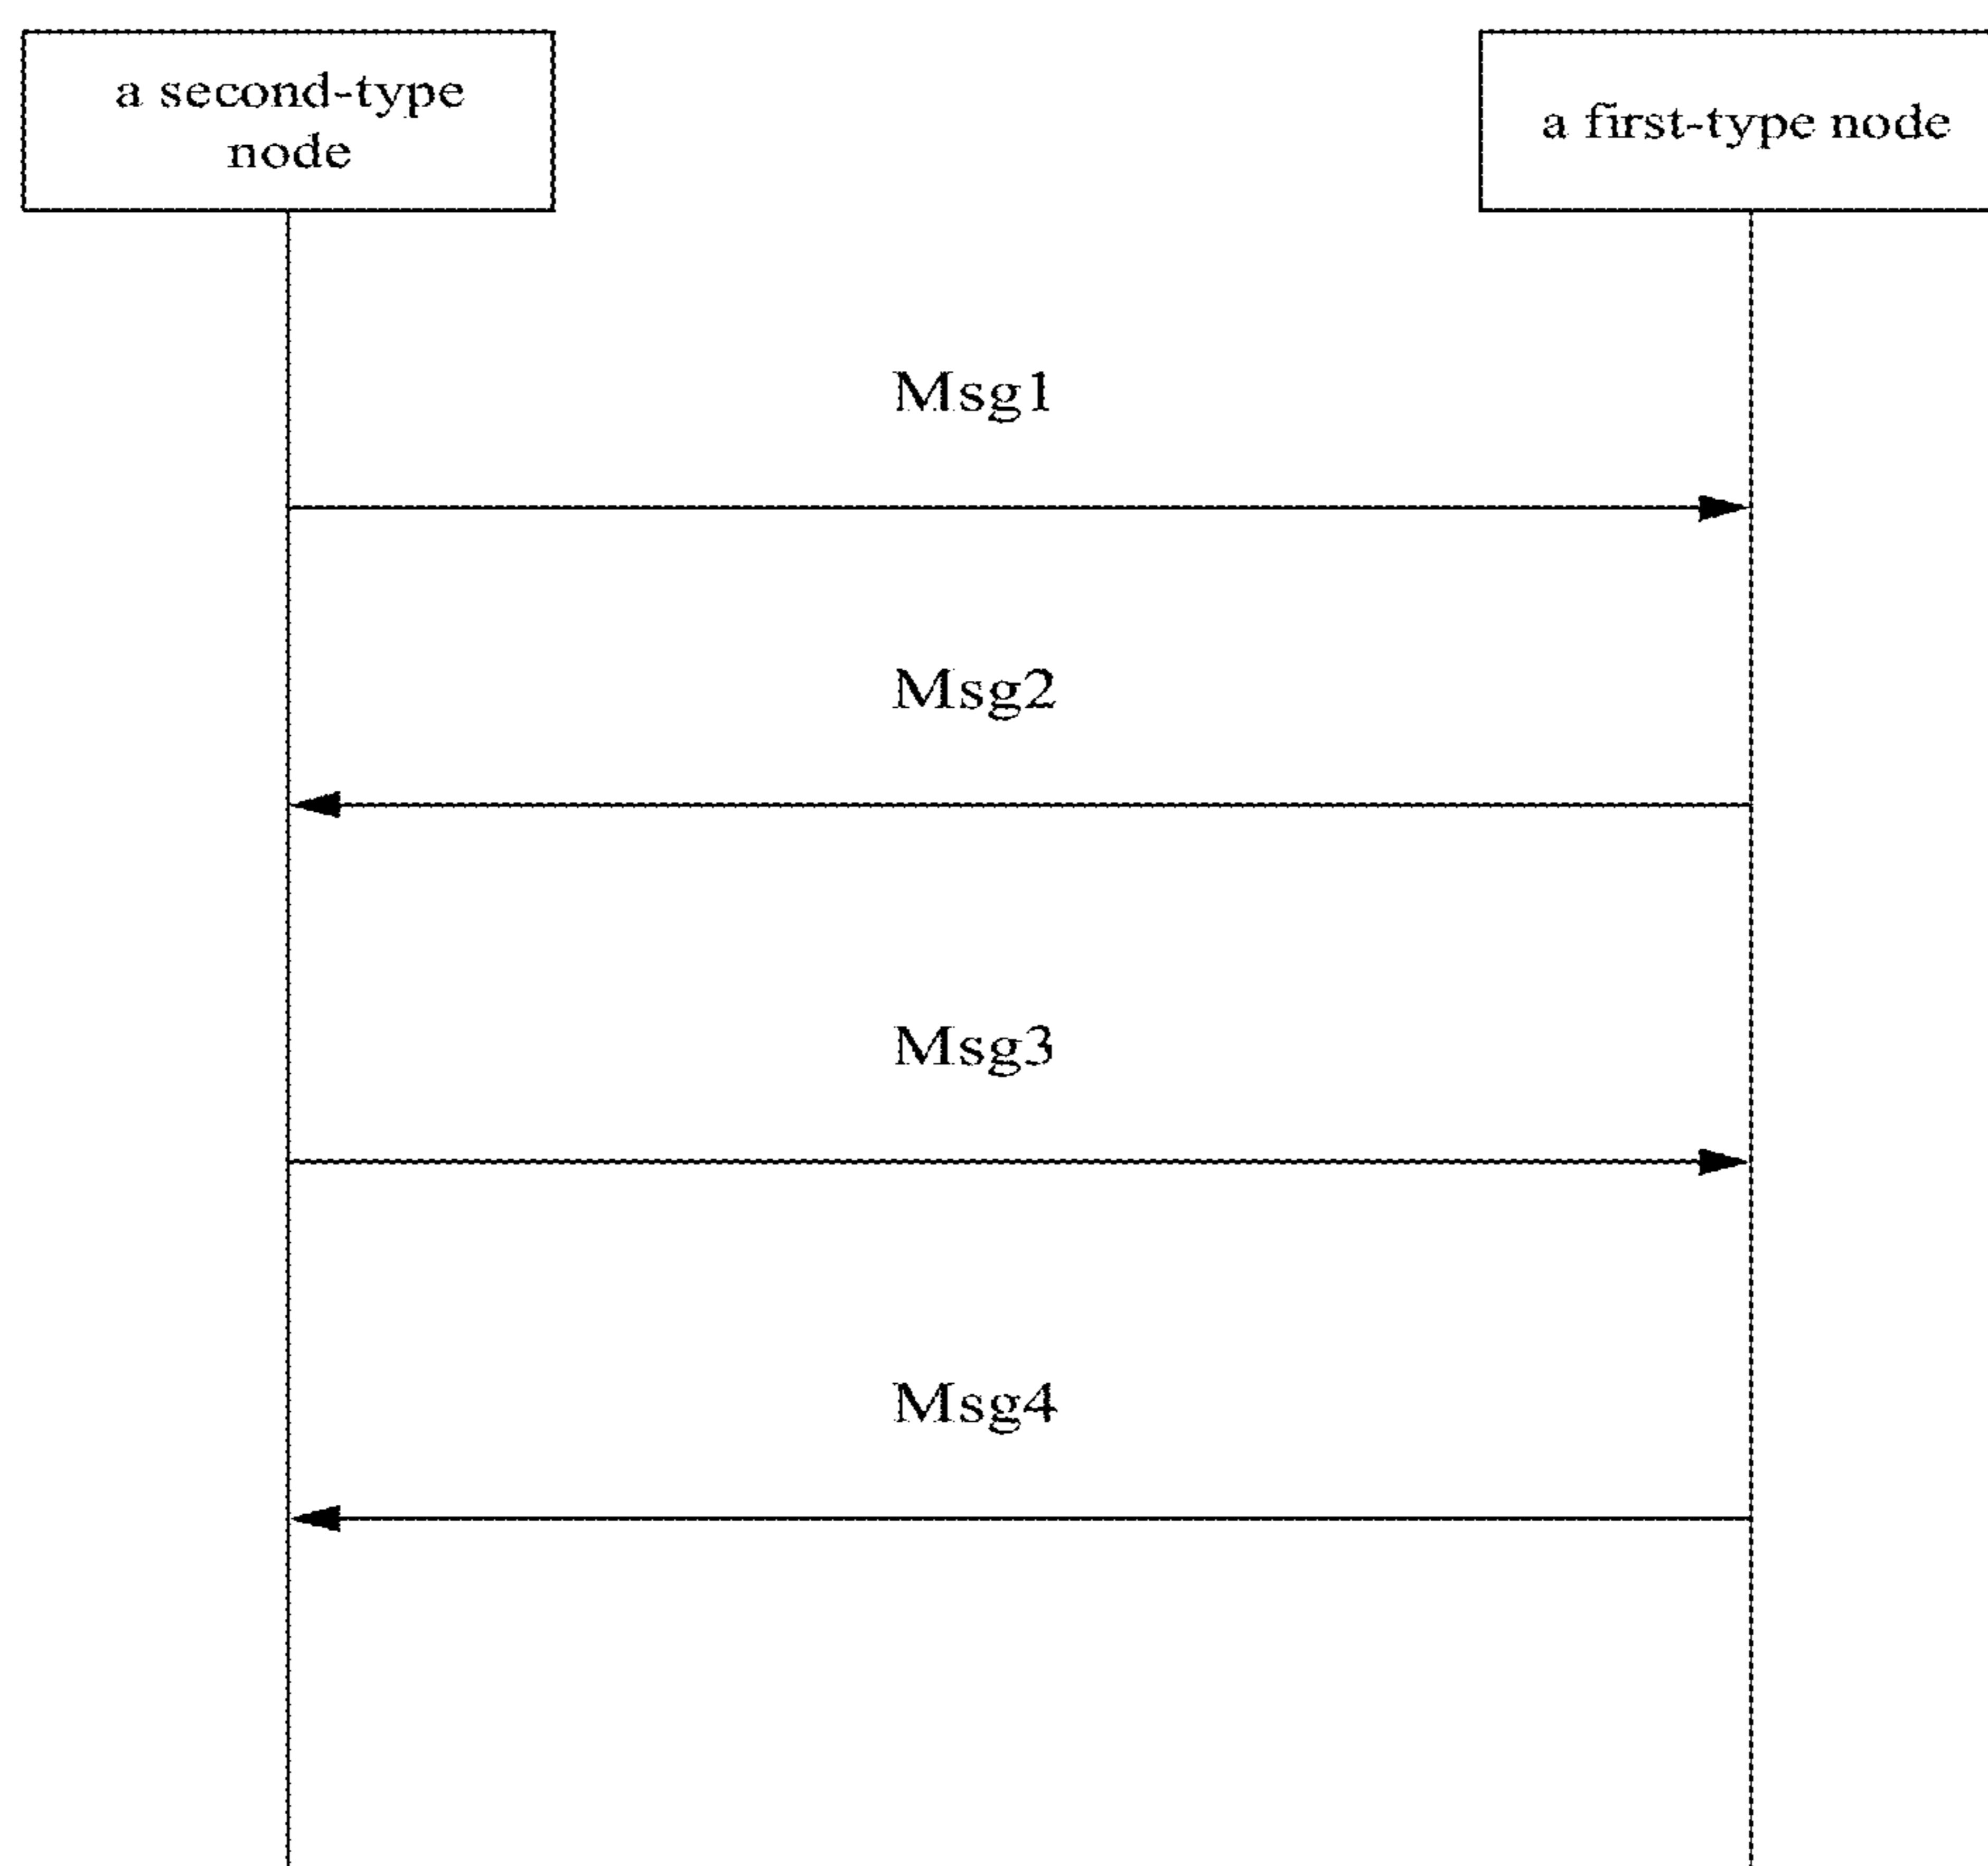 a second-type
node
a first-type node
Msg1
Msg2
Msg3
Msg4